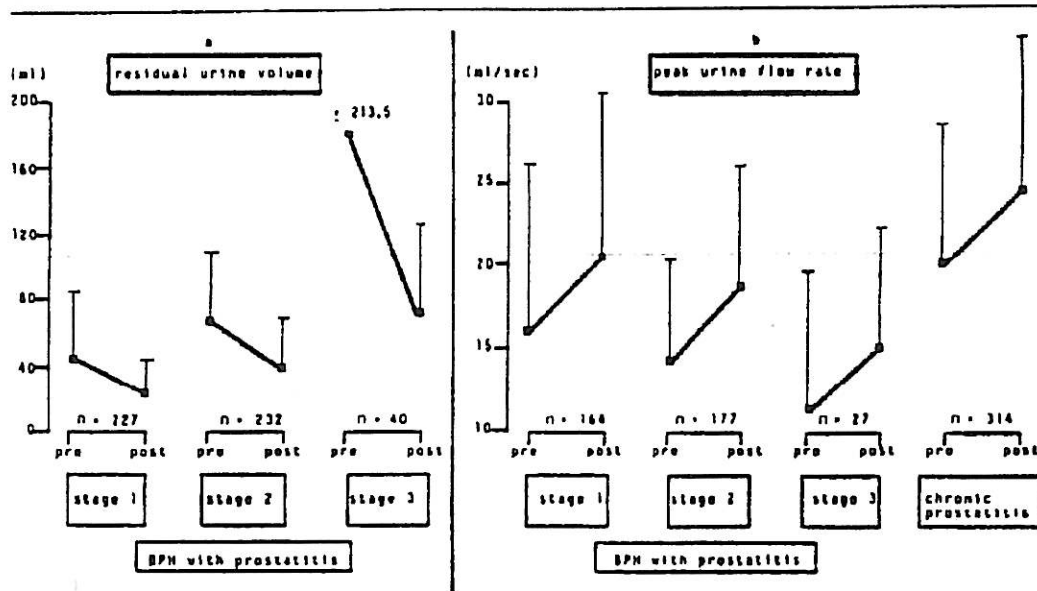 a
(ml)
residual urine volume
200
± 213.5
160
120
80
40
0
n = 227
n = 232
n = 40
pre post
pre post
pre post
stage 1
stage 2
stage 3
BPH with prostatitis
b
(ml/sec)
peak urine flow rate
30
25
20
15
10
n = 177
n = 27
n = 314
pre post
pre post
pre post
pre post
stage 1
stage 2
stage 3
chronic
prostatitis
BPH with prostatitis